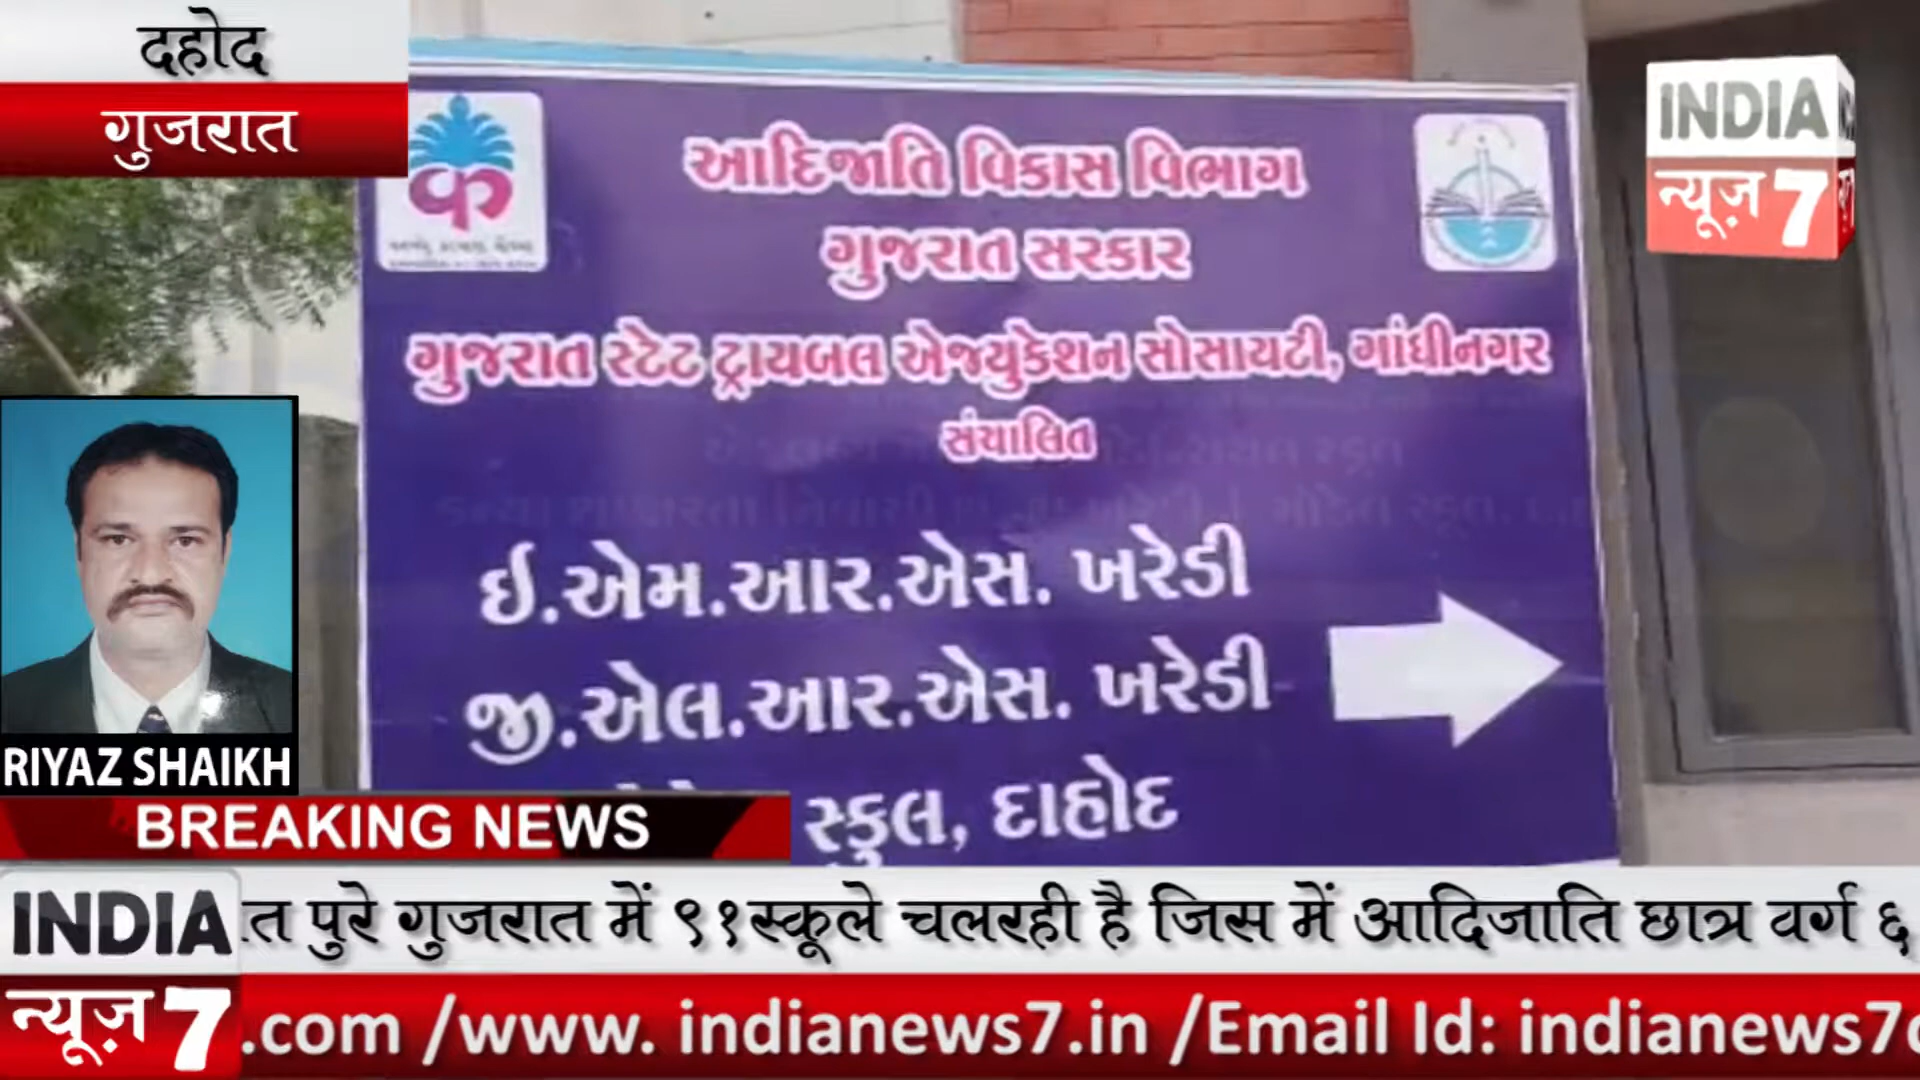 दहोद
गुजरात
INDIA
न्यूज़ 7
क
આદિજાતિ વિકાસ વિભાગ
ગુજરાત સરકાર
ગુજરાત સ્ટેટ ટ્રાયબલ એજ્યુકેશન સોસાયટી, ગાંધીનગર
સંચાલિત
ઈ.એમ.આર.એસ. ખરેડી
જી.એલ.આર.એસ. ખરેડી
સ્કુલ, દાહોદ
RIYAZ SHAIKH
BREAKING NEWS
INDIA
न्यूज़ 7
त पुरे गुजरात में ९१स्कूले चलरही है जिस में आदिजाति छात्र वर्ग ६
.com /www. indianews7.in /Email Id: indianews7